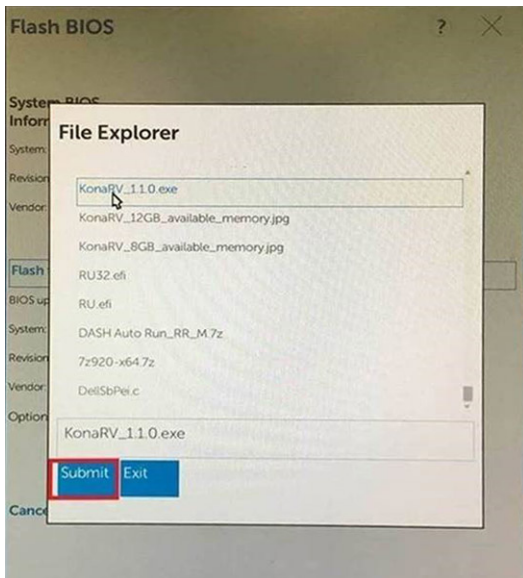 Flash BIOS
?
System BIOS
Infor
File Explorer
System:
Revision
Vendor:
KonaRV_1.1.0.exe
KonaRV_12GB_available_memory.jpg
KonaRV_8GB_available_memory.jpg
Flash
RU32.efi
BIOS up
RU.efi
System:
DASH Auto Run_RR_M.7z
Revision
7z920-x64.7z
Vendor:
DellSbPei.c
Option
KonaRV_1.1.0.exe
Submit Exit
Cance